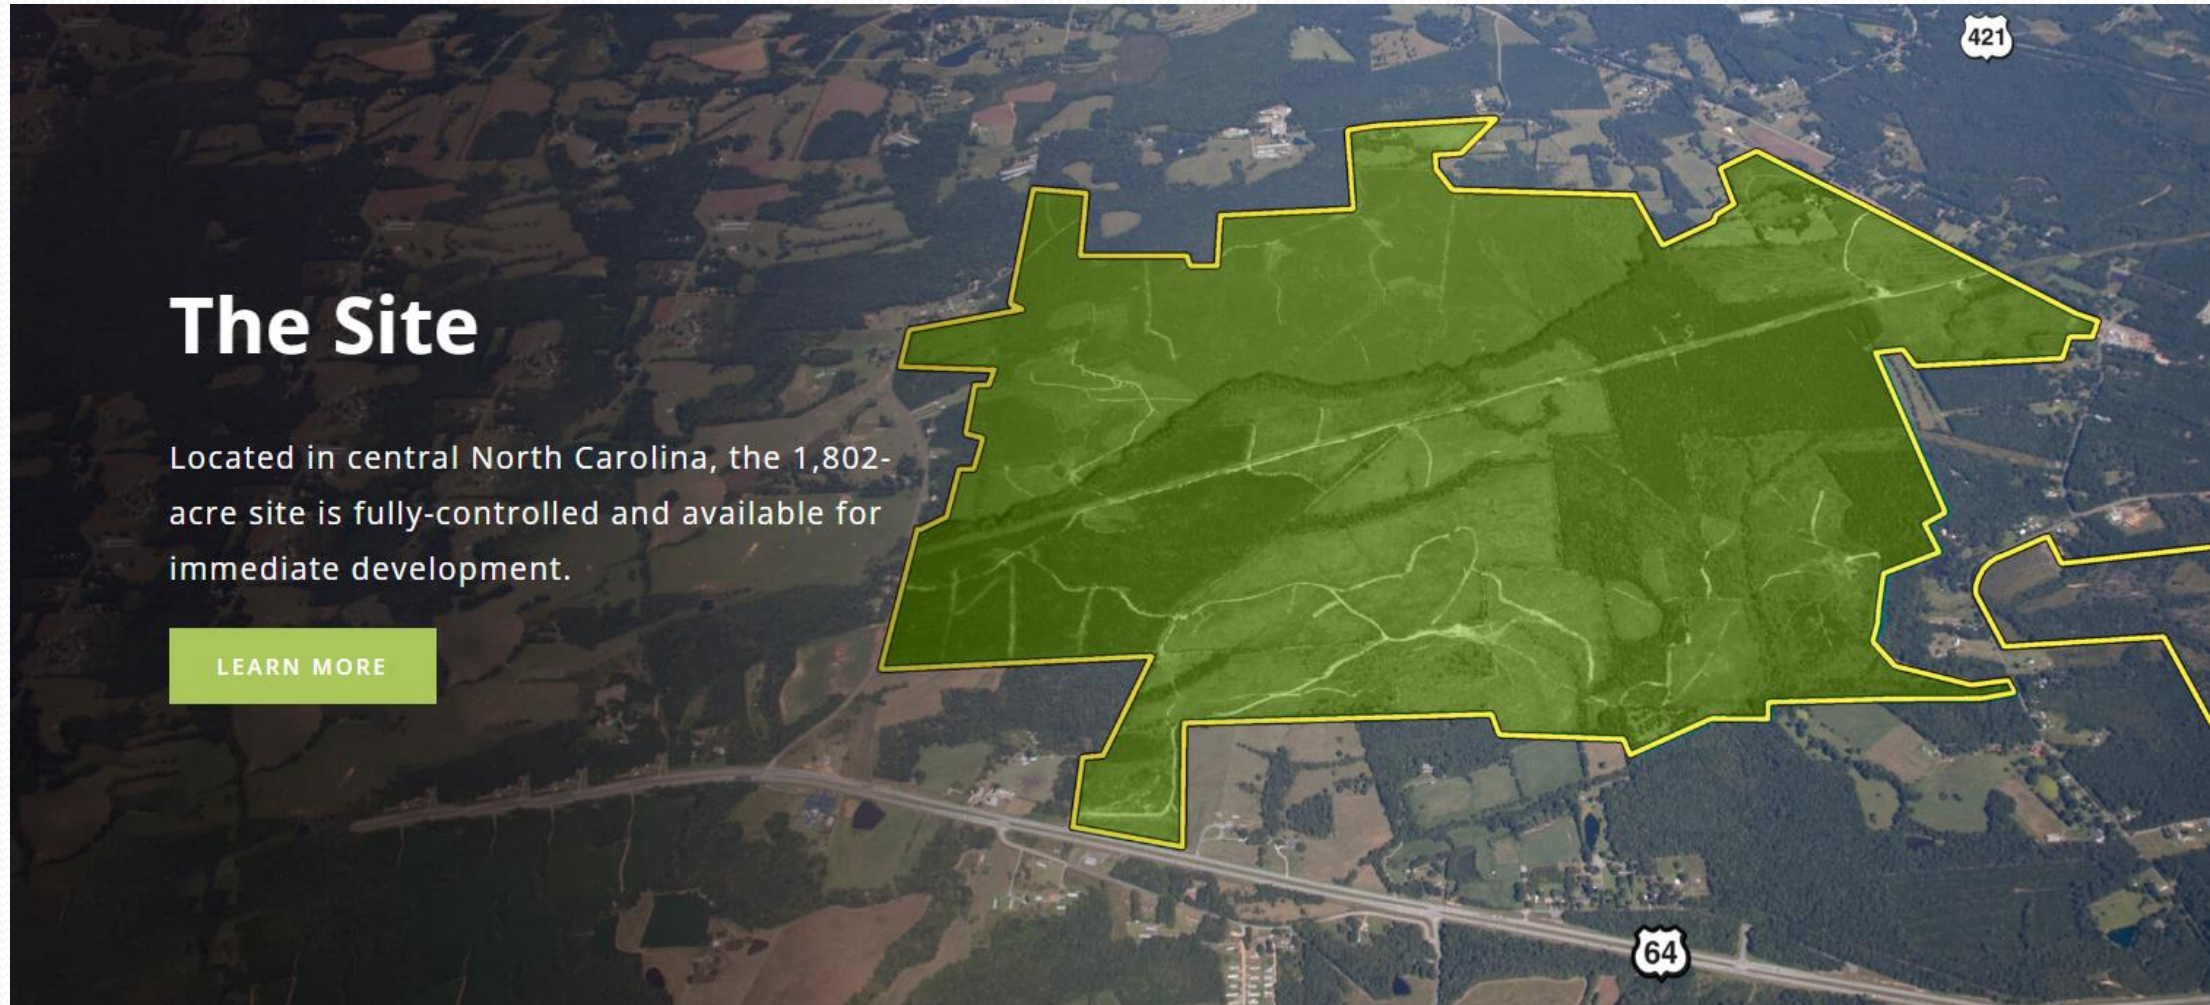 421
The Site
Located in central North Carolina, the 1,802-
acre site is fully-controlled and available for
immediate development.
LEARN MORE
64